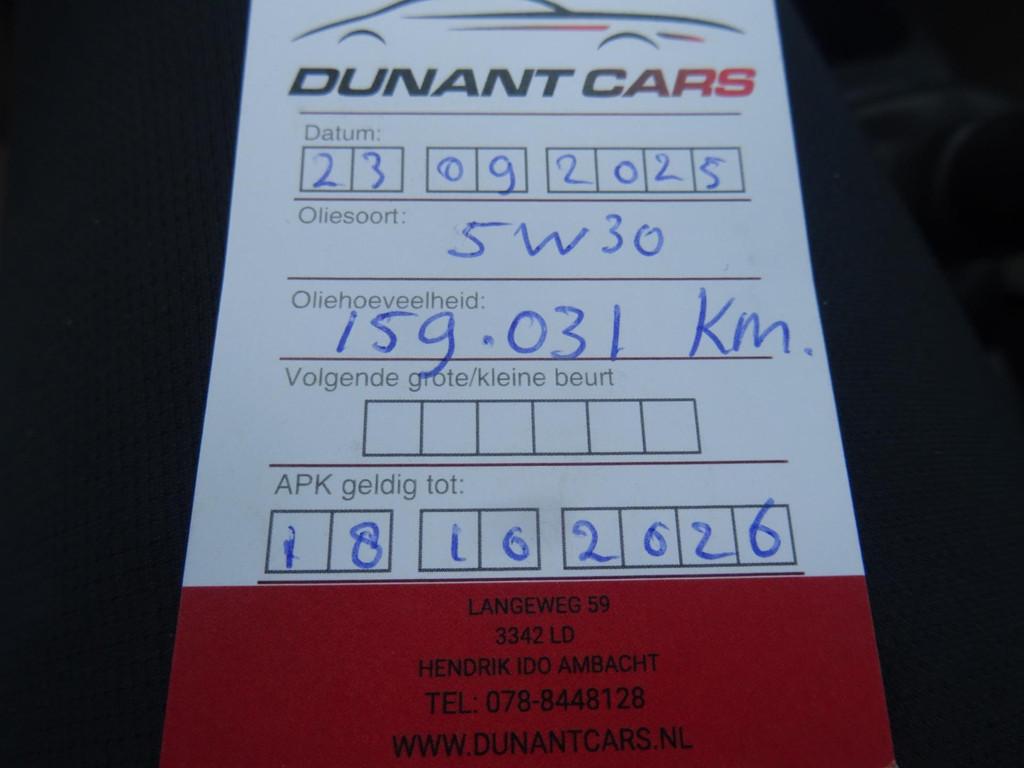 DUNANT CARS
Datum:
23 09 2025
Oliesoort:
5W30
Oliehoeveelheid:
159.031 Km.
Volgende grote/kleine beurt
APK geldig tot:
18 10 2026
LANGEWEG 59
3342 LD
HENDRIK IDO AMBACHT
TEL: 078-8448128
WWW.DUNANTCARS.NL